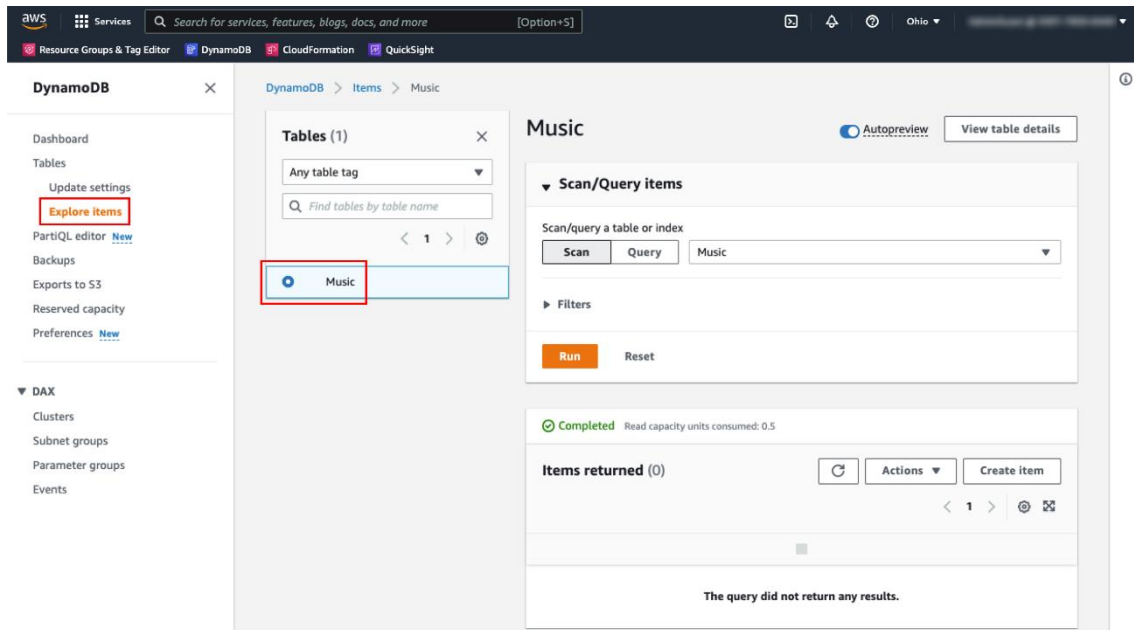 aws
Services
Search for services, features, blogs, docs, and more
[Option+S]
Ohio
Resource Groups & Tag Editor
DynamoDB
CloudFormation
QuickSight
DynamoDB
Dashboard
Tables
Update settings
Explore items
PartiQL editor New
Backups
Exports to S3
Reserved capacity
Preferences New
DAX
Clusters
Subnet groups
Parameter groups
Events
DynamoDB > Items > Music
Tables (1)
Any table tag
Find tables by table name
< 1 >
Music
Music
Autopreview
View table details
Scan/Query items
Scan/query a table or index
Scan
Query
Music
Filters
Run
Reset
Completed Read capacity units consumed: 0.5
Items returned (0)
Actions
Create item
< 1 >
The query did not return any results.